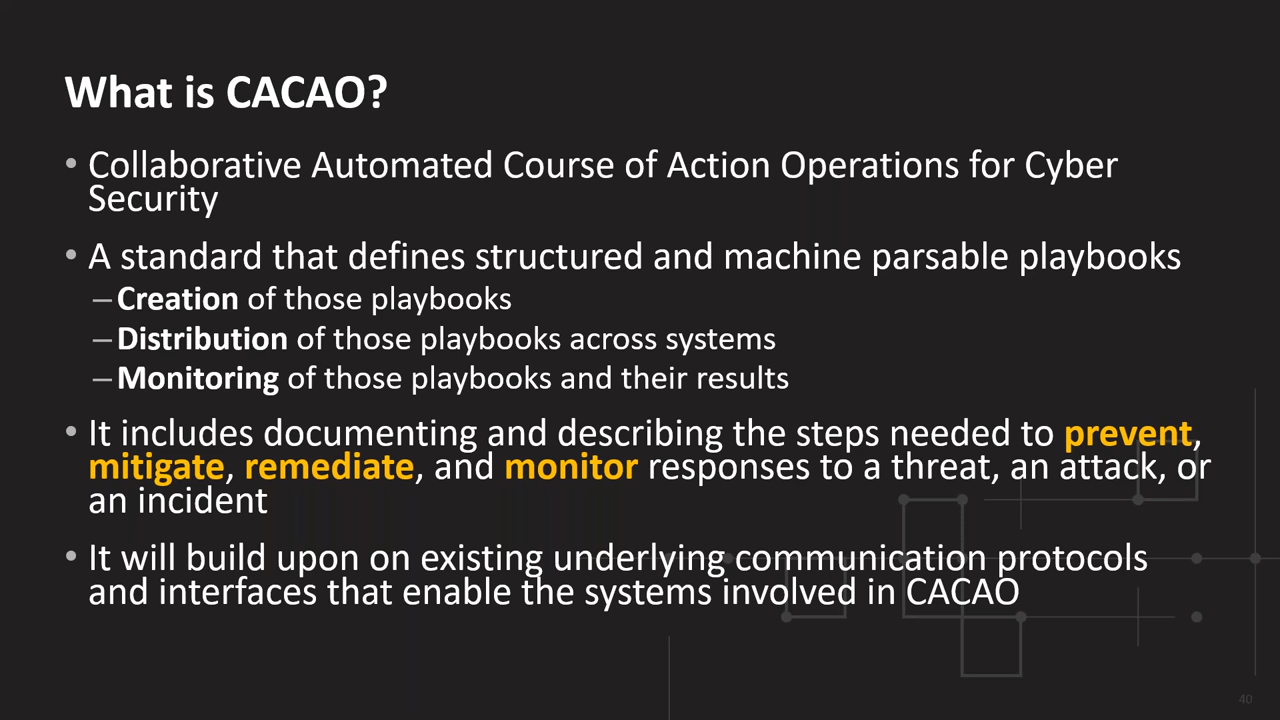 What is CACAO?
• Collaborative Automated Course of Action Operations for Cyber
Security
• A standard that defines structured and machine parsable playbooks
–Creation of those playbooks
–Distribution of those playbooks across systems
–Monitoring of those playbooks and their results
• It includes documenting and describing the steps needed to prevent,
mitigate, remediate, and monitor responses to a threat, an attack, or
an incident
• It will build upon on existing underlying communication protocols
and interfaces that enable the systems involved in CACAO
40